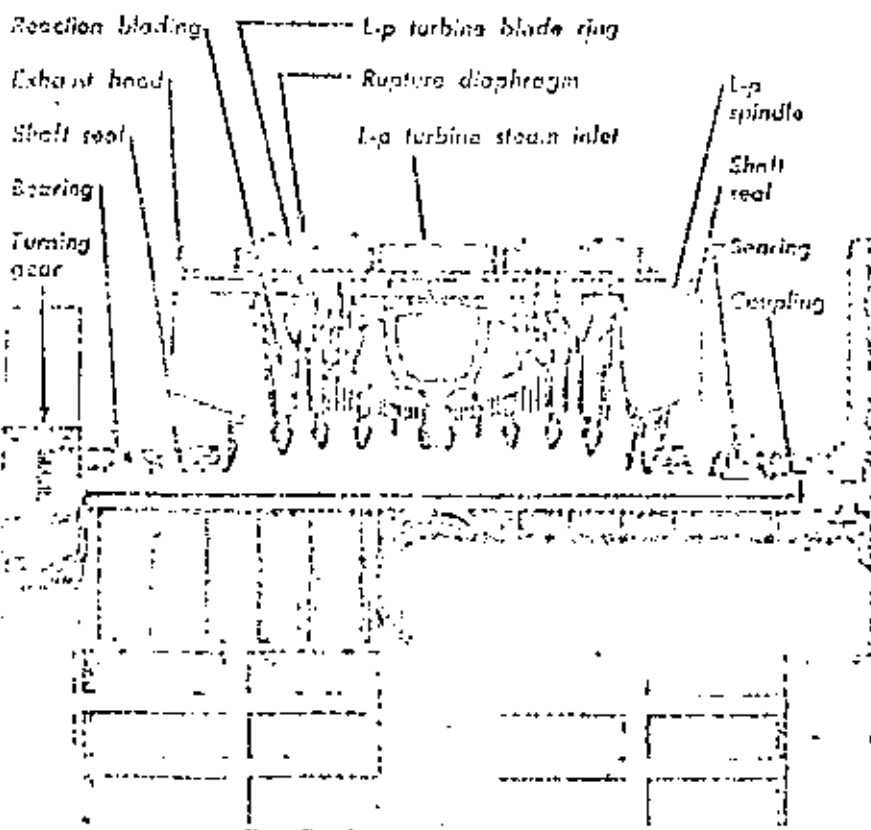 Reaction blading
L-p turbine blade ring
Exhaust hood
Rupture diaphragm
L-p
spindle
Shaft seal
L-p turbine steam inlet
Shaft
seal
Bearing
Bearing
Turning
gear
Coupling